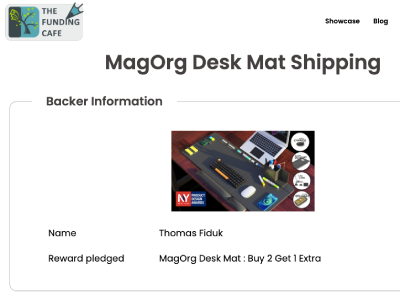 THE
FUNDING
CAFE
Showcase Blog
MagOrg Desk Mat Shipping
Backer Information
NY PRODUCT
DESIGN
AWARDS
Name Thomas Fiduk
Reward pledged MagOrg Desk Mat : Buy 2 Get 1 Extra